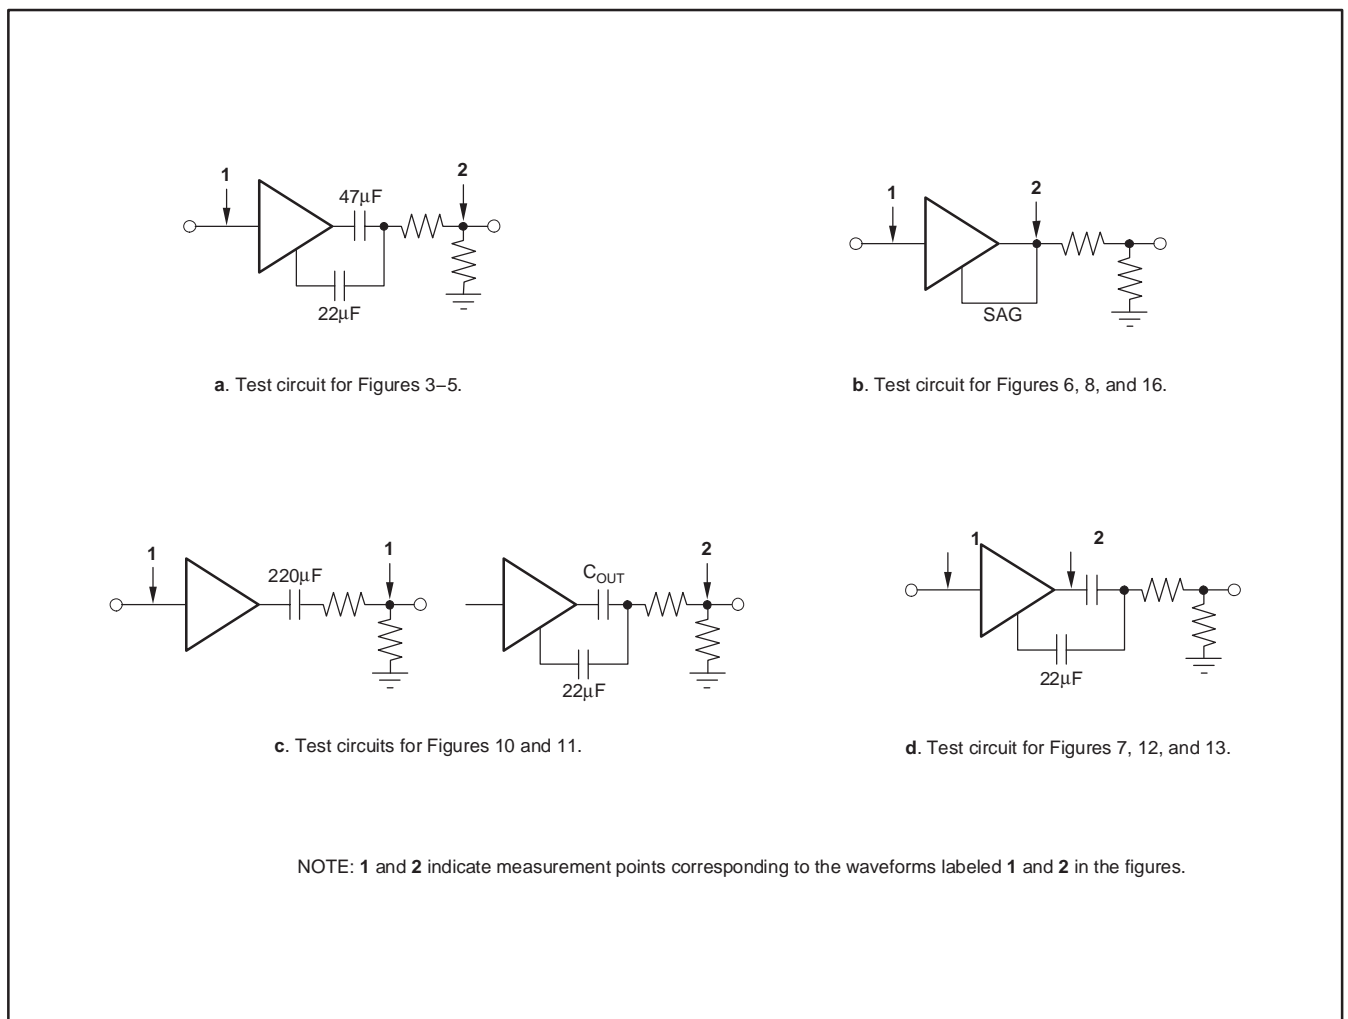 1
2
47µF
22µF
a. Test circuit for Figures 3–5.
1
2
SAG
b. Test circuit for Figures 6, 8, and 16.
1
220µF
1
C_OUT
2
22µF
c. Test circuits for Figures 10 and 11.
1
2
22µF
d. Test circuit for Figures 7, 12, and 13.
NOTE: 1 and 2 indicate measurement points corresponding to the waveforms labeled 1 and 2 in the figures.